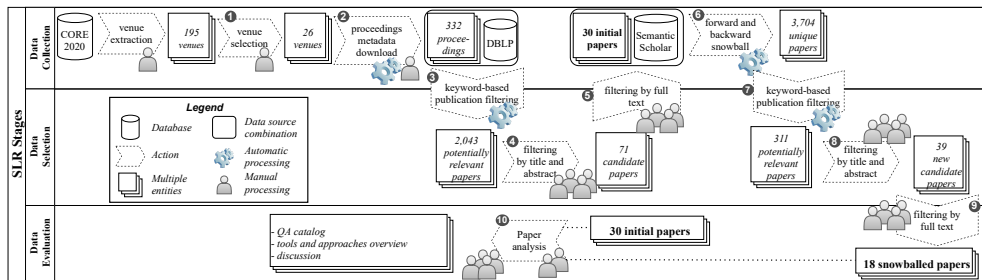 SLR Stages
Data
Collection
CORE
2020
venue
extraction
195
venues
1
venue
selection
26
venues
2
proceedings
metadata
download
332
procee-
dings
DBLP
30 initial papers
Semantic
Scholar
6
forward and
backward
snowball
3,704
unique
papers
3
keyword-based
publication filtering
5
filtering by full
text
7
keyword-based
publication filtering
Data
Selection
Legend
Database
Data source
combination
Action
Automatic
processing
Multiple
entities
Manual
processing
2,043
potentially
relevant
papers
4
filtering by
title and
abstract
71
candidate
papers
311
potentially
relevant
papers
8
filtering by
title and
abstract
39
new
candidate
papers
9
filtering by
full text
Data
Evaluation
- QA catalog
- tools and approaches overview
- discussion
10
Paper
analysis
30 initial papers
18 snowballed papers